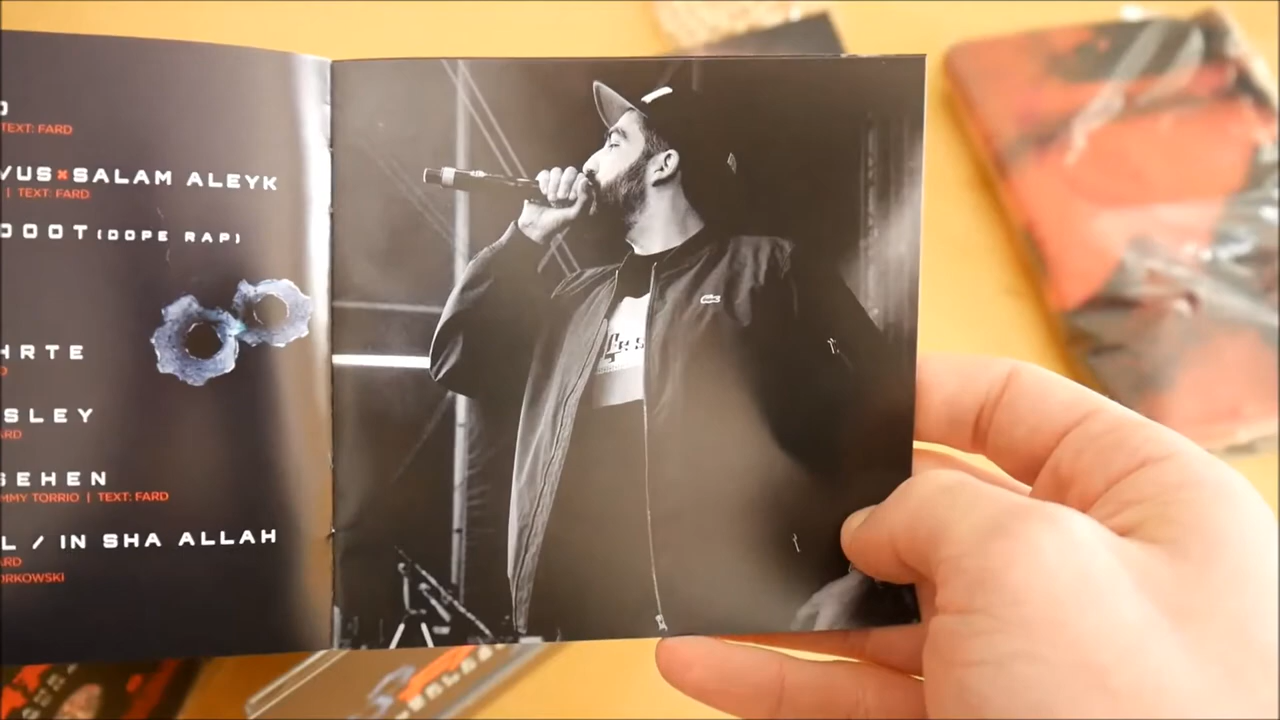 TEXT: FARD
VUS×SALAM ALEYK
| TEXT: FARD
OOOT(DOPE RAP)
HRTE
SLEY
ARD
SEHEN
MMY TORRIO | TEXT: FARD
L / IN SHA ALLAH
ARD
ORKOWSKI